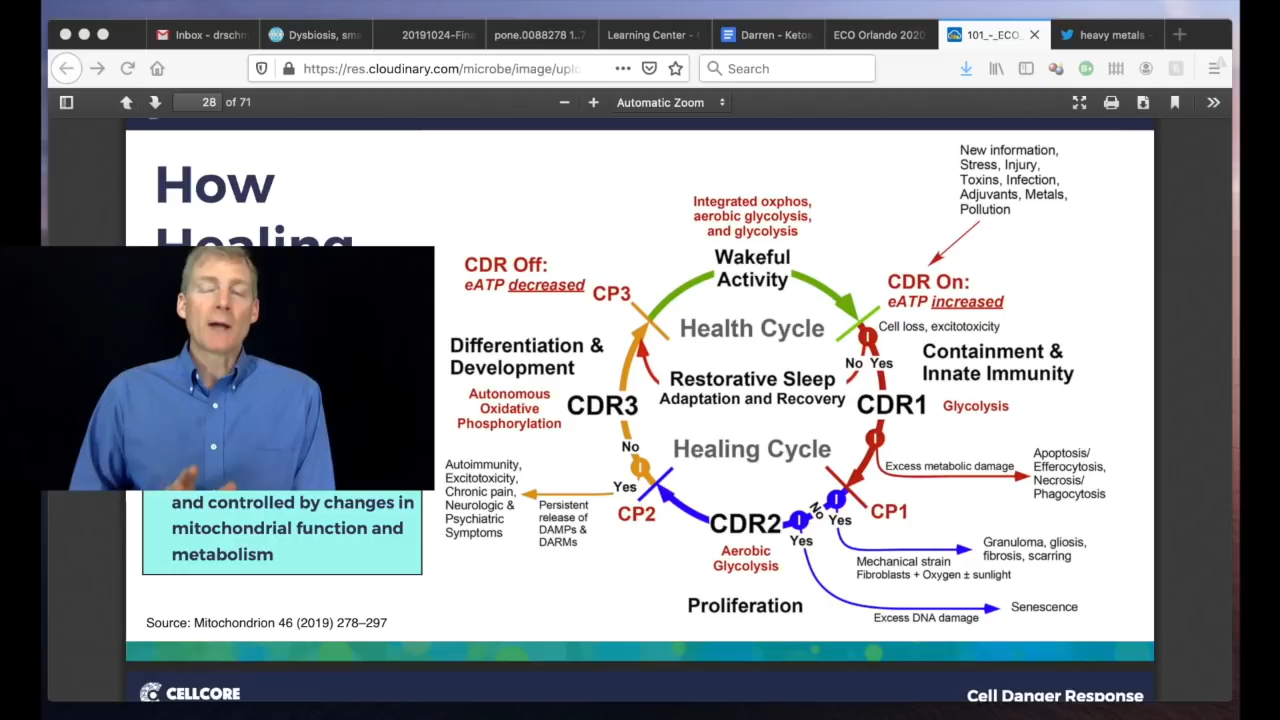 Inbox - drschm
Dysbiosis, sma
20191024-Fina
pone.0088278 1..7
Learning Center -
Darren - Ketos
ECO Orlando 2020
101_-_ECO_
heavy metals -
https://res.cloudinary.com/microbe/image/uplo
Search
28 of 71
Automatic Zoom
How
Healing
and controlled by changes in
mitochondrial function and
metabolism
New information,
Stress, Injury,
Toxins, Infection,
Adjuvants, Metals,
Pollution
Integrated oxphos,
aerobic glycolysis,
and glycolysis
Wakeful
Activity
CDR Off:
eATP decreased
CP3
CDR On:
eATP increased
Cell loss, excitotoxicity
Health Cycle
No Yes
Differentiation &
Development
Containment &
Innate Immunity
Restorative Sleep
Adaptation and Recovery
Autonomous
Oxidative
Phosphorylation
CDR3
CDR1
Glycolysis
Healing Cycle
No
Yes
Autoimmunity,
Excitotoxicity,
Chronic pain,
Neurologic &
Psychiatric
Symptoms
Persistent
release of
DAMPs &
DARMs
CP2
Excess metabolic damage
Apoptosis/
Efferocytosis,
Necrosis/
Phagocytosis
CP1
No
Yes
Yes
CDR2
Aerobic
Glycolysis
Proliferation
Mechanical strain
Fibroblasts + Oxygen ± sunlight
Granuloma, gliosis,
fibrosis, scarring
Excess DNA damage
Senescence
Source: Mitochondrion 46 (2019) 278–297
CELLCORE
Cell Danger Response